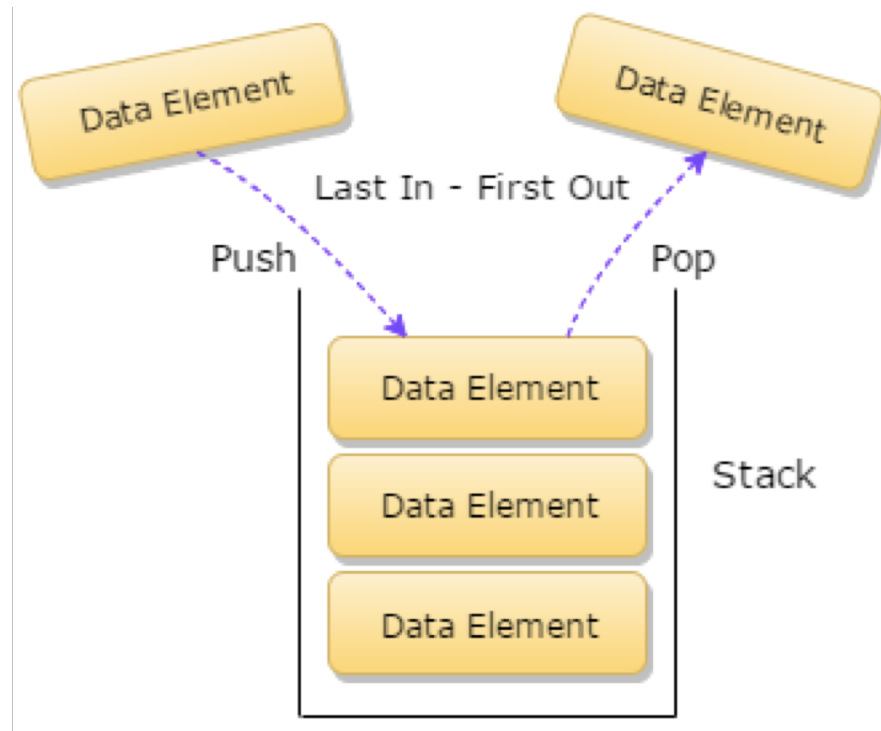 Data Element
Data Element
Last In - First Out
Push
Pop
Data Element
Stack
Data Element
Data Element